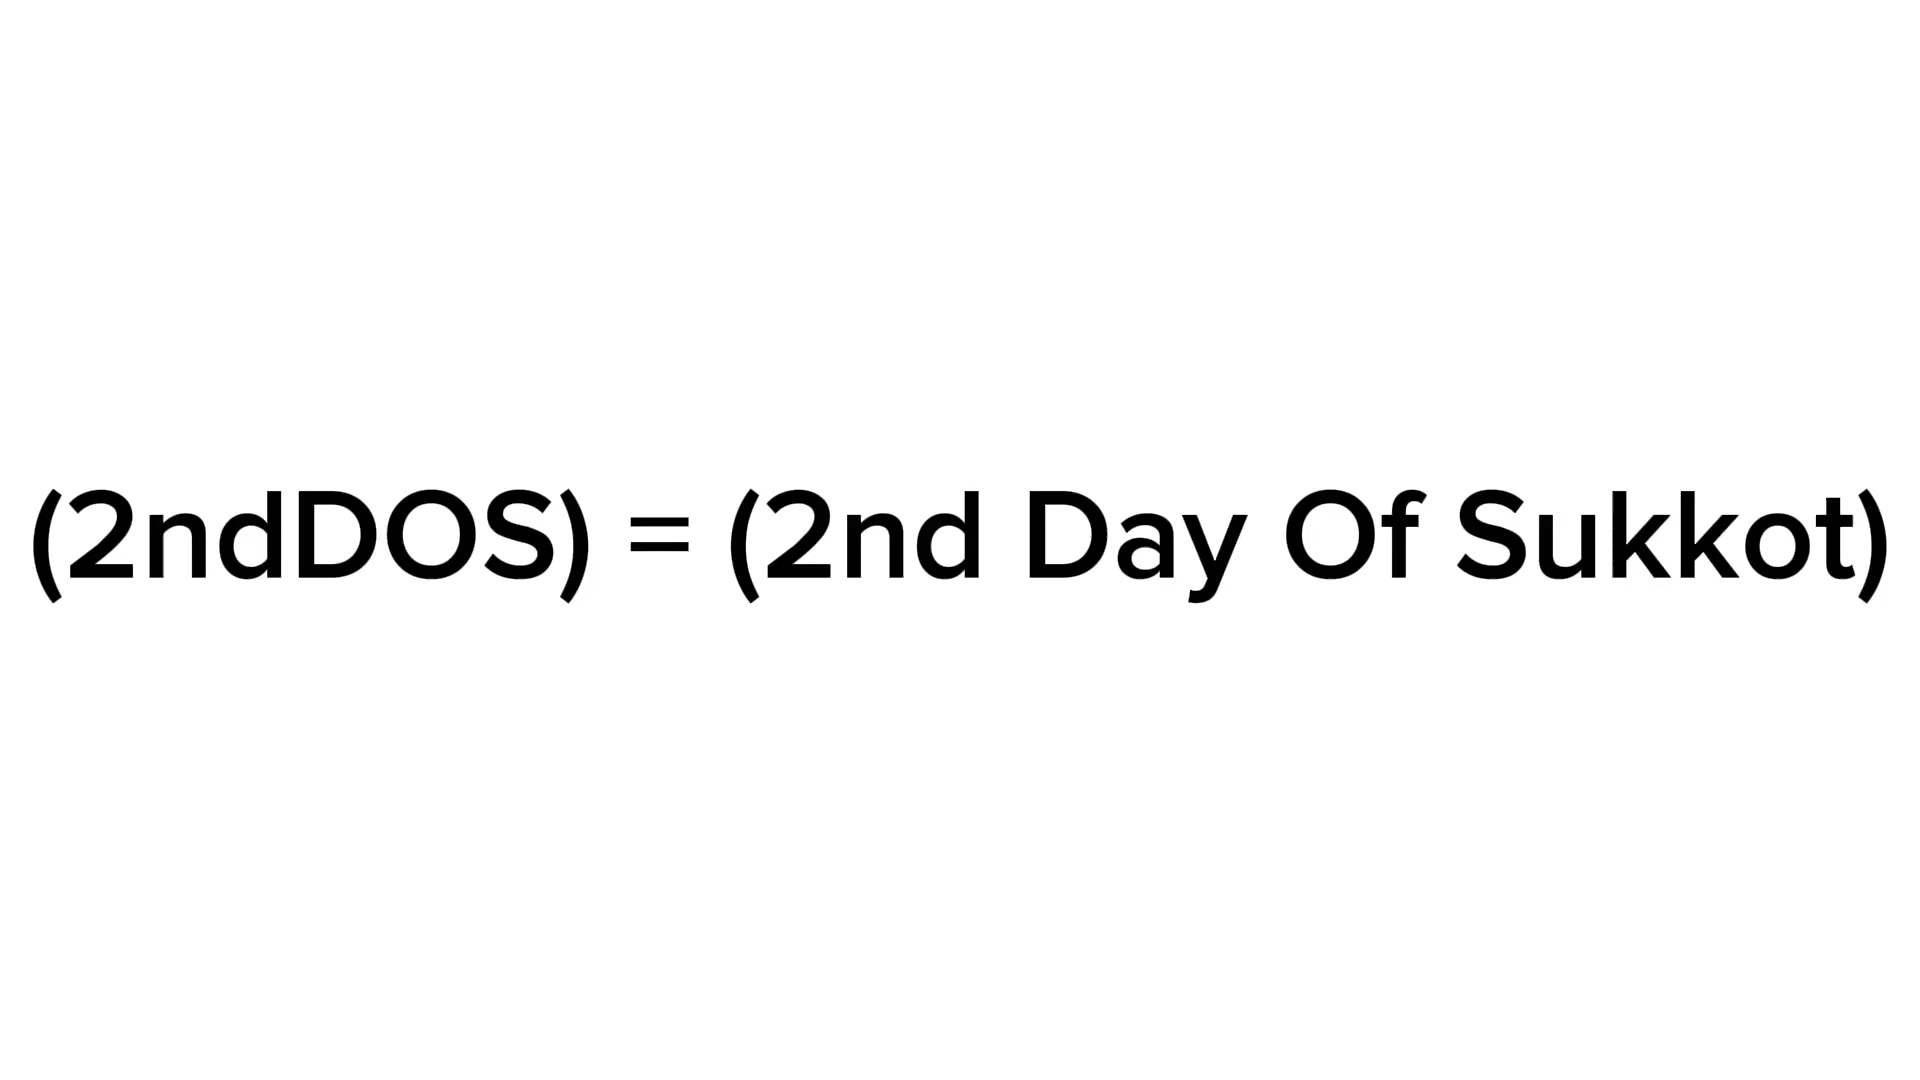 (2ndDOS) = (2nd Day Of Sukkot)